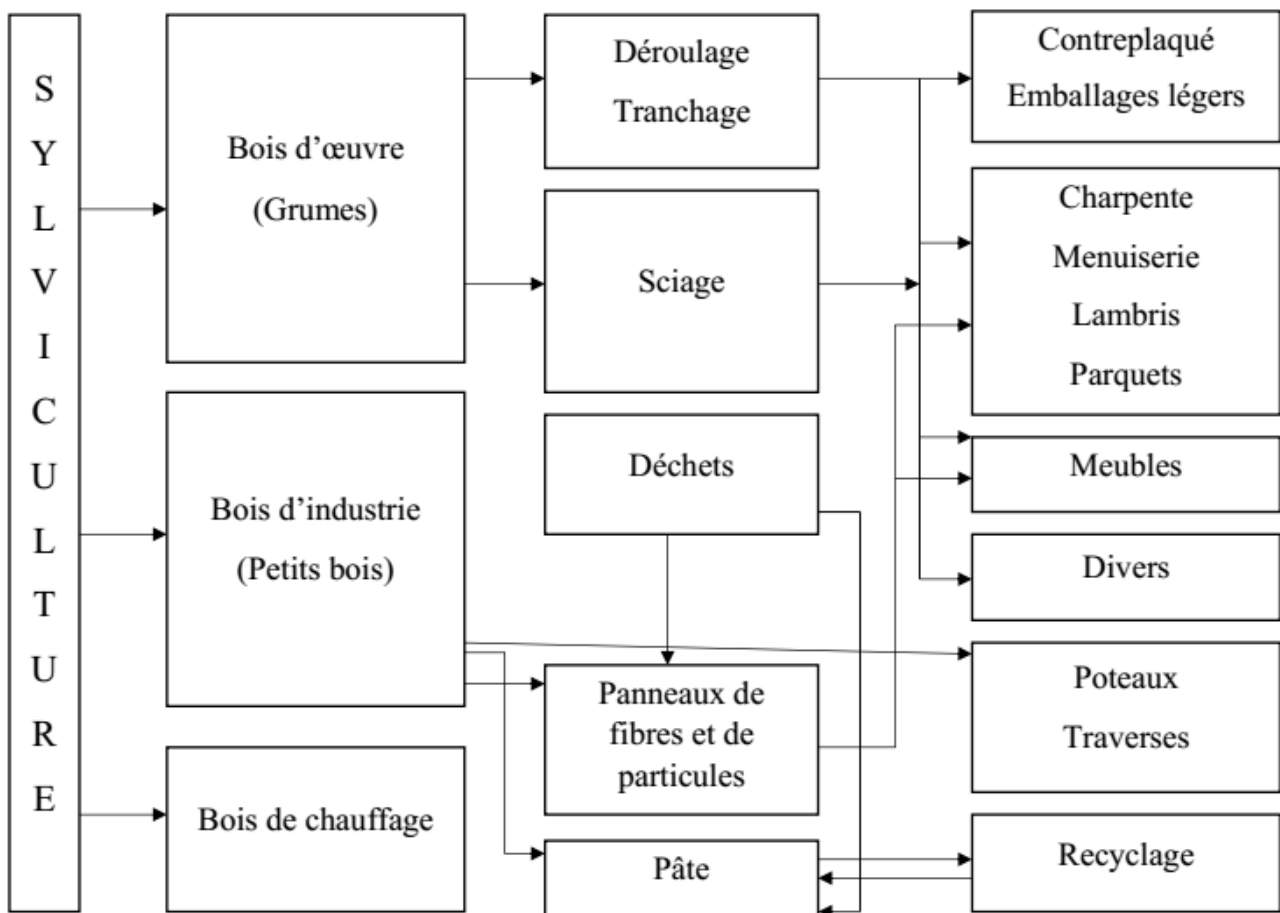 SYLVICULTURE
Bois d’œuvre
(Grumes)
Bois d’industrie
(Petits bois)
Bois de chauffage
Déroulage
Tranchage
Sciage
Déchets
Panneaux de
fibres et de
particules
Pâte
Contreplaqué
Emballages légers
Charpente
Menuiserie
Lambris
Parquets
Meubles
Divers
Poteaux
Traverses
Recyclage